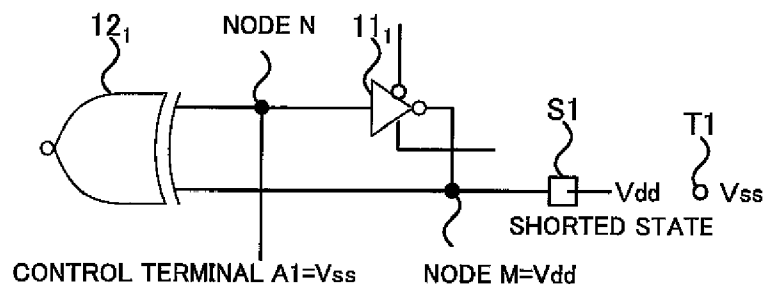 12₁
NODE N
11₁
S1
T1
Vdd
Vss
SHORTED STATE
CONTROL TERMINAL A1=Vss
NODE M=Vdd